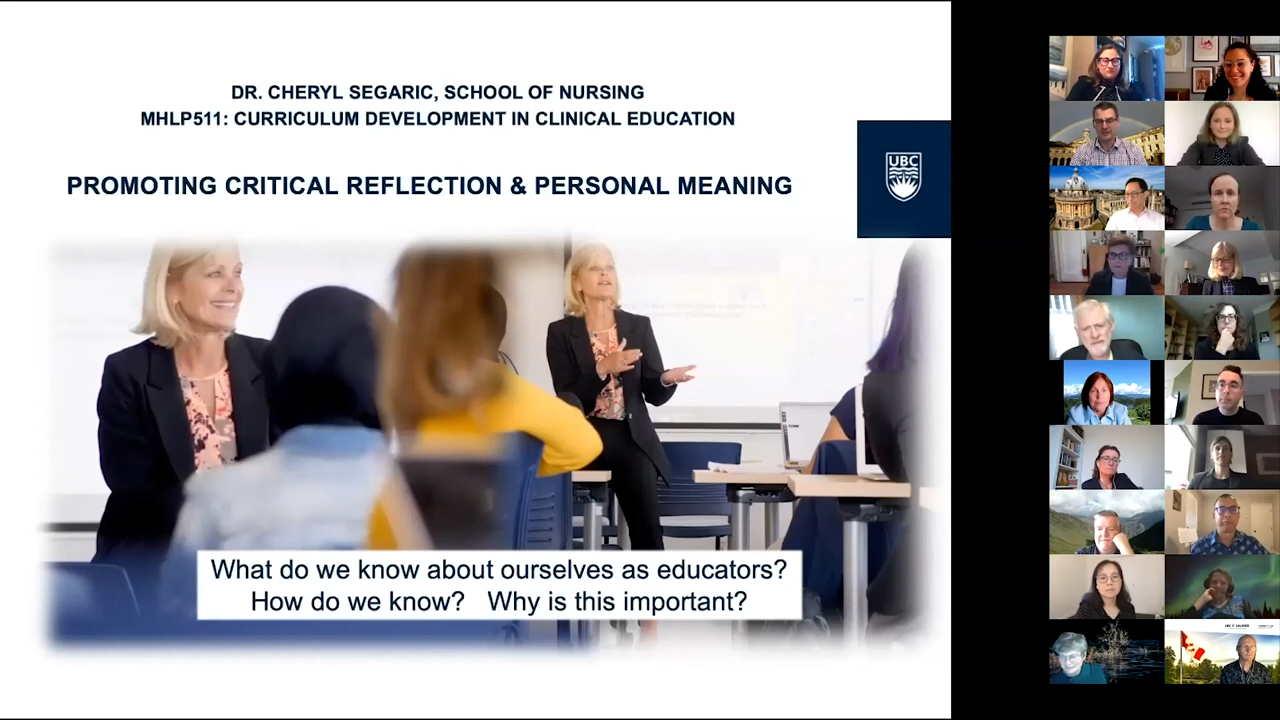 DR. CHERYL SEGARIC, SCHOOL OF NURSING
MHLP511: CURRICULUM DEVELOPMENT IN CLINICAL EDUCATION
PROMOTING CRITICAL REFLECTION & PERSONAL MEANING
UBC
What do we know about ourselves as educators?
How do we know? Why is this important?